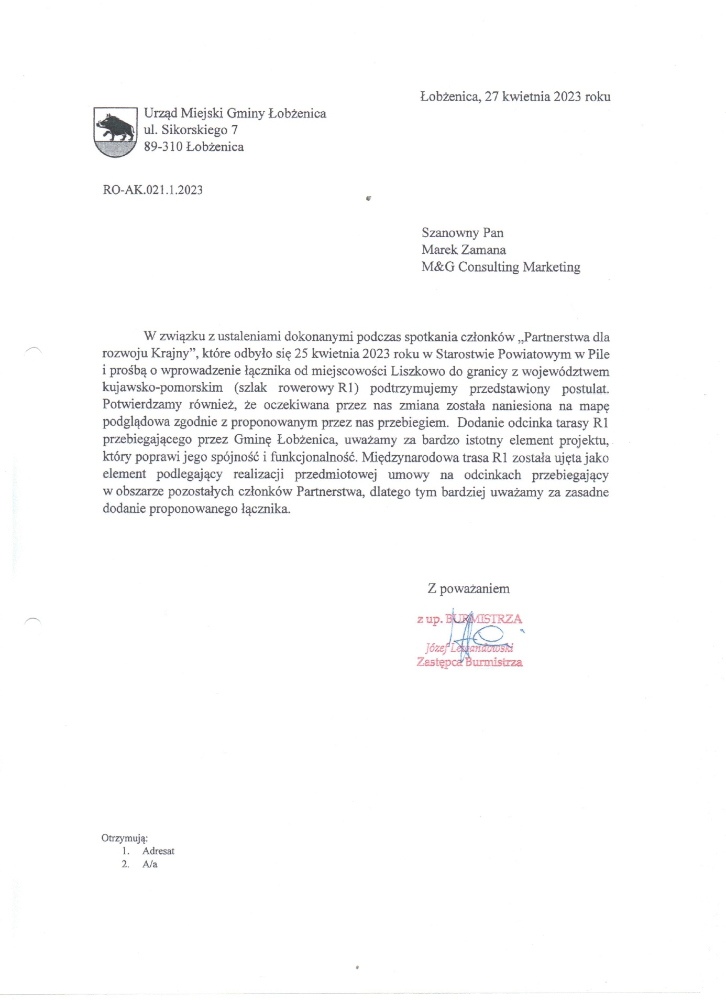 Łobżenica, 27 kwietnia 2023 roku
Urząd Miejski Gminy Łobżenica
ul. Sikorskiego 7
89-310 Łobżenica
RO-AK.021.1.2023
Szanowny Pan
Marek Zamana
M&G Consulting Marketing
W związku z ustaleniami dokonanymi podczas spotkania członków „Partnerstwa dla
rozwoju Krajny”, które odbyło się 25 kwietnia 2023 roku w Starostwie Powiatowym w Pile
i prośbą o wprowadzenie łącznika od miejscowości Liszkowo do granicy z województwem
kujawsko-pomorskim (szlak rowerowy R1) podtrzymujemy przedstawiony postulat.
Potwierdzamy również, że oczekiwana przez nas zmiana została naniesiona na mapę
podglądowa zgodnie z proponowanym przez nas przebiegiem. Dodanie odcinka tarasy R1
przebiegającego przez Gminę Łobżenica, uważamy za bardzo istotny element projektu,
który poprawi jego spójność i funkcjonalność. Międzynarodowa trasa R1 została ujęta jako
element podlegający realizacji przedmiotowej umowy na odcinkach przebiegający
w obszarze pozostałych członków Partnerstwa, dlatego tym bardziej uważamy za zasadne
dodanie proponowanego łącznika.
Z poważaniem
z up. BURMISTRZA
Józef Lewandowski
Zastępca Burmistrza
Otrzymują:
1. Adresat
2. A/a